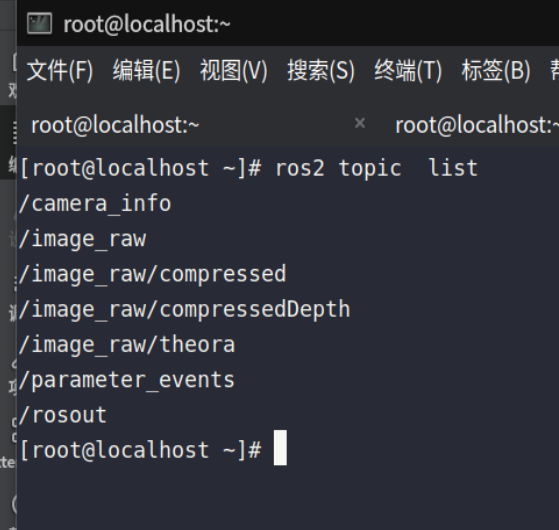 root@localhost:~
文件(F) 编辑(E) 视图(V) 搜索(S) 终端(T) 标签(B)
root@localhost:~ × root@localhost:~
[root@localhost ~]# ros2 topic  list
/camera_info
/image_raw
/image_raw/compressed
/image_raw/compressedDepth
/image_raw/theora
/parameter_events
/rosout
[root@localhost ~]#